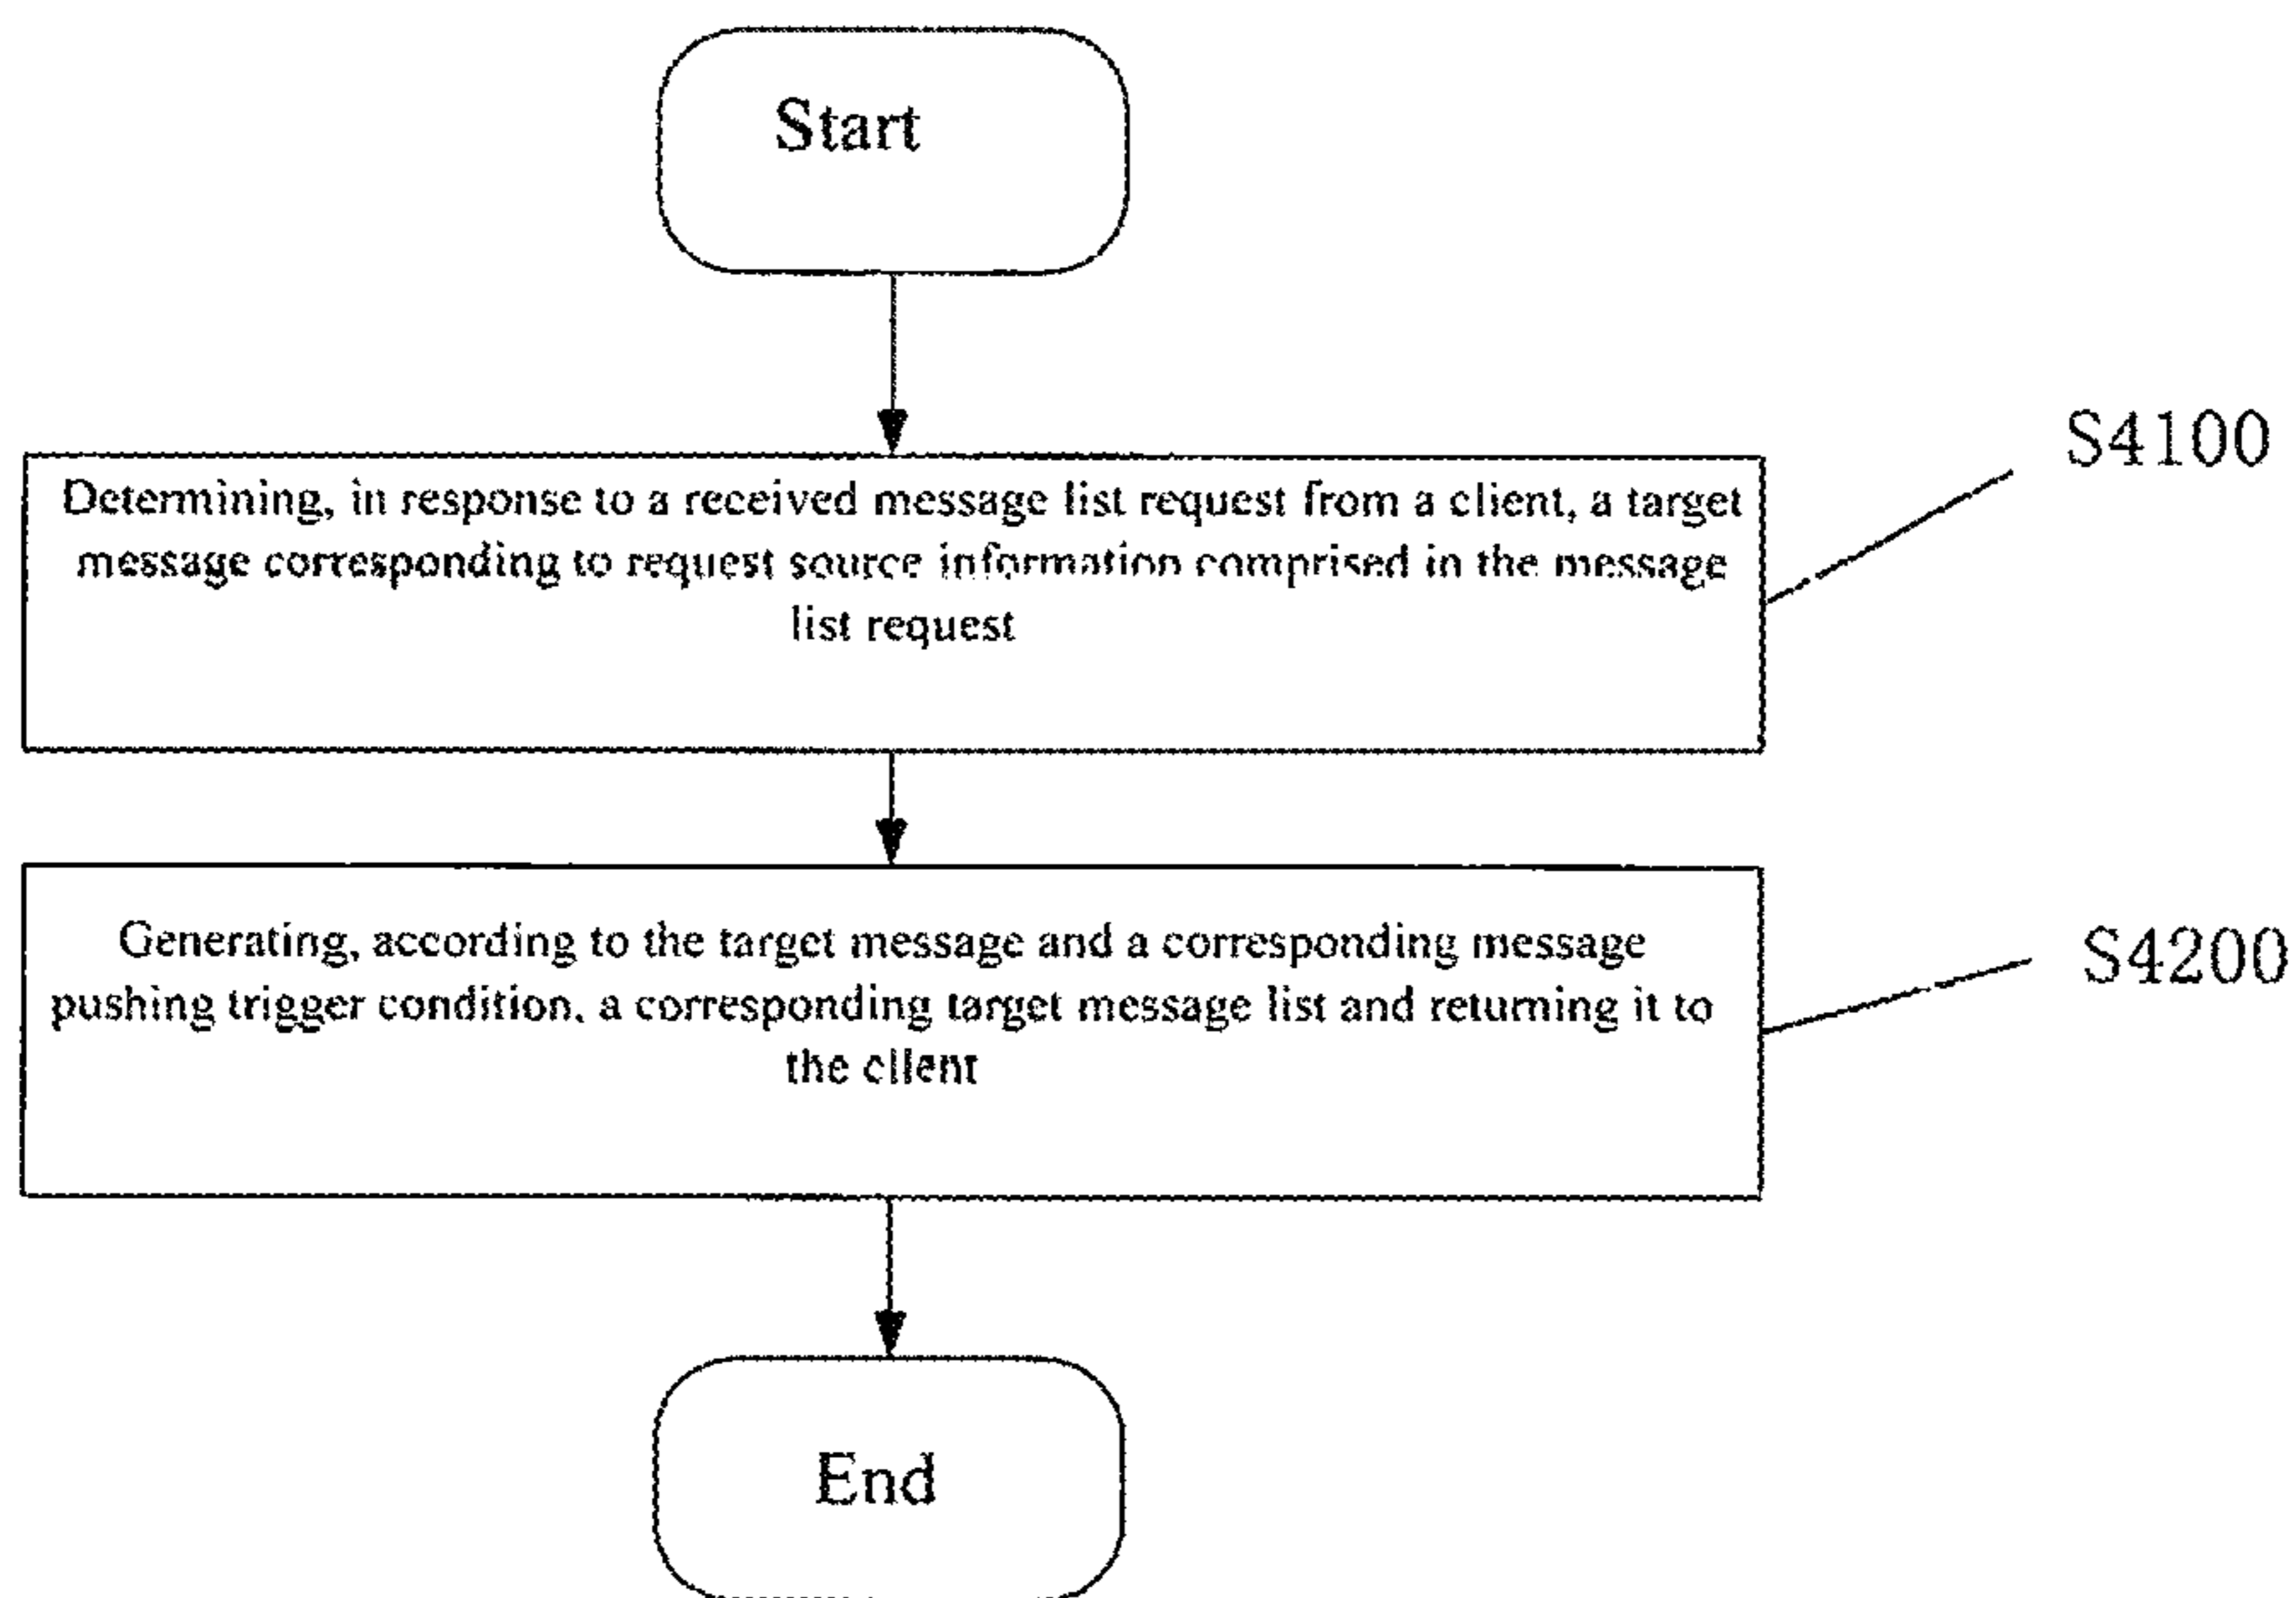 Start
S4100
Determining, in response to a received message list request from a client, a target
message corresponding to request source information comprised in the message
list request
S4200
Generating, according to the target message and a corresponding message
pushing trigger condition, a corresponding target message list and returning it to
the client
End